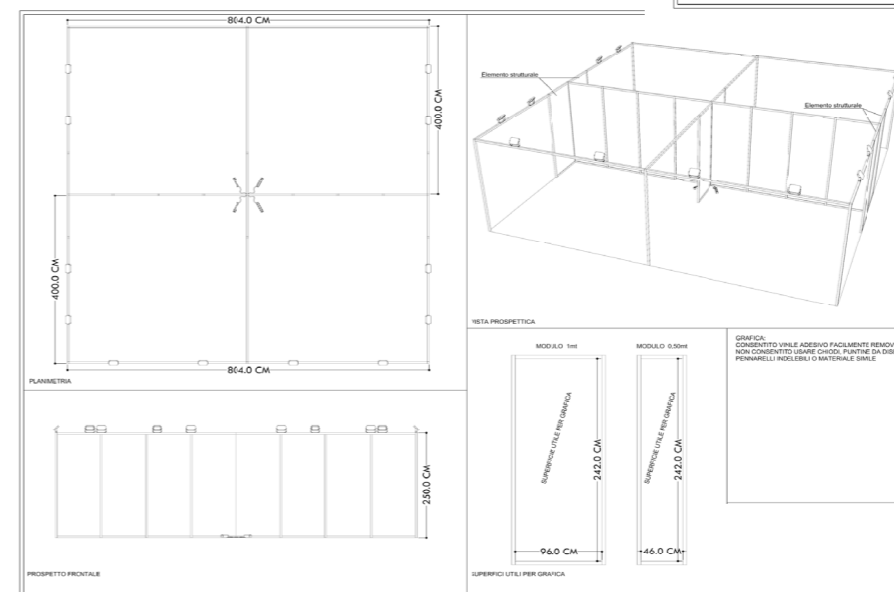 804.0 CM
400.0 CM
400.0 CM
804.0 CM
PLANIMETRIA
250.0 CM
PROSPETTO FRONTALE
Elemento strutturale
Elemento strutturale
VISTA PROSPETTICA
MODULO 1mt
SUPERFICIE UTILE PER GRAFICA
242.0 CM
96.0 CM
MODULO 0,50mt
SUPERFICIE UTILE PER GRAFICA
242.0 CM
46.0 CM
SUPERFICI UTILI PER GRAFICA
GRAFICA:
CONSENTITO VINILE ADESIVO FACILMENTE REMOV
NON CONSENTITO USARE CHIODI, PUNTINE DA DIS
PENNARELLI INDELEBILI O MATERIALE SIMILE